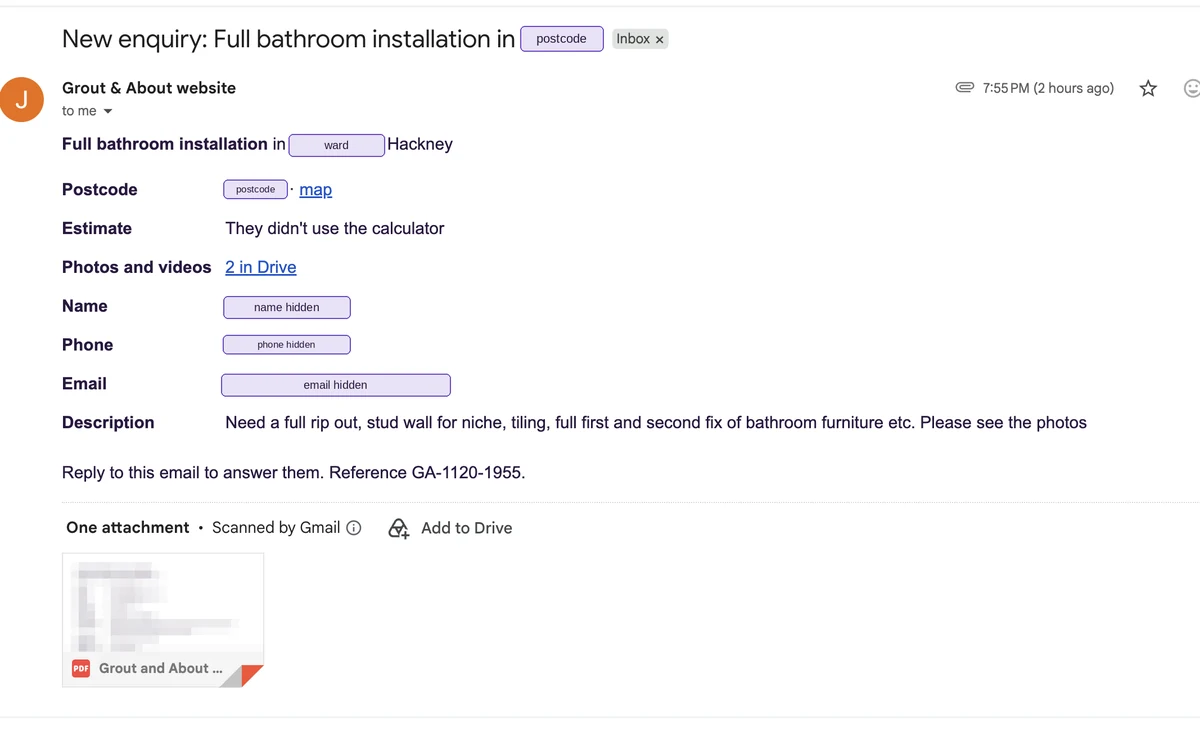 New enquiry: Full bathroom installation in postcode Inbox ×
J
Grout & About website
7:55 PM (2 hours ago)
to me
Full bathroom installation in ward Hackney
Postcode postcode · map
Estimate They didn't use the calculator
Photos and videos 2 in Drive
Name name hidden
Phone phone hidden
Email email hidden
Description Need a full rip out, stud wall for niche, tiling, full first and second fix of bathroom furniture etc. Please see the photos
Reply to this email to answer them. Reference GA-1120-1955.
One attachment • Scanned by Gmail Add to Drive
PDF Grout and About ...